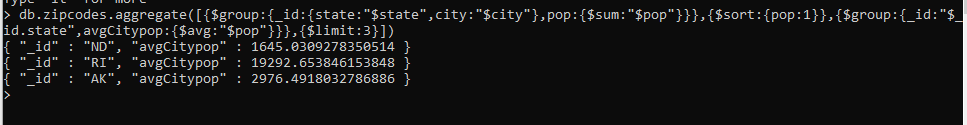 Type "it" for more
> db.zipcodes.aggregate([{$group:{_id:{state:"$state",city:"$city"},pop:{$sum:"$pop"}}},{$sort:{pop:1}},{$group:{_id:"$_
id.state",avgCitypop:{$avg:"$pop"}}},{$limit:3}])
{ "_id" : "ND", "avgCitypop" : 1645.0309278350514 }
{ "_id" : "RI", "avgCitypop" : 19292.653846153848 }
{ "_id" : "AK", "avgCitypop" : 2976.4918032786886 }
>